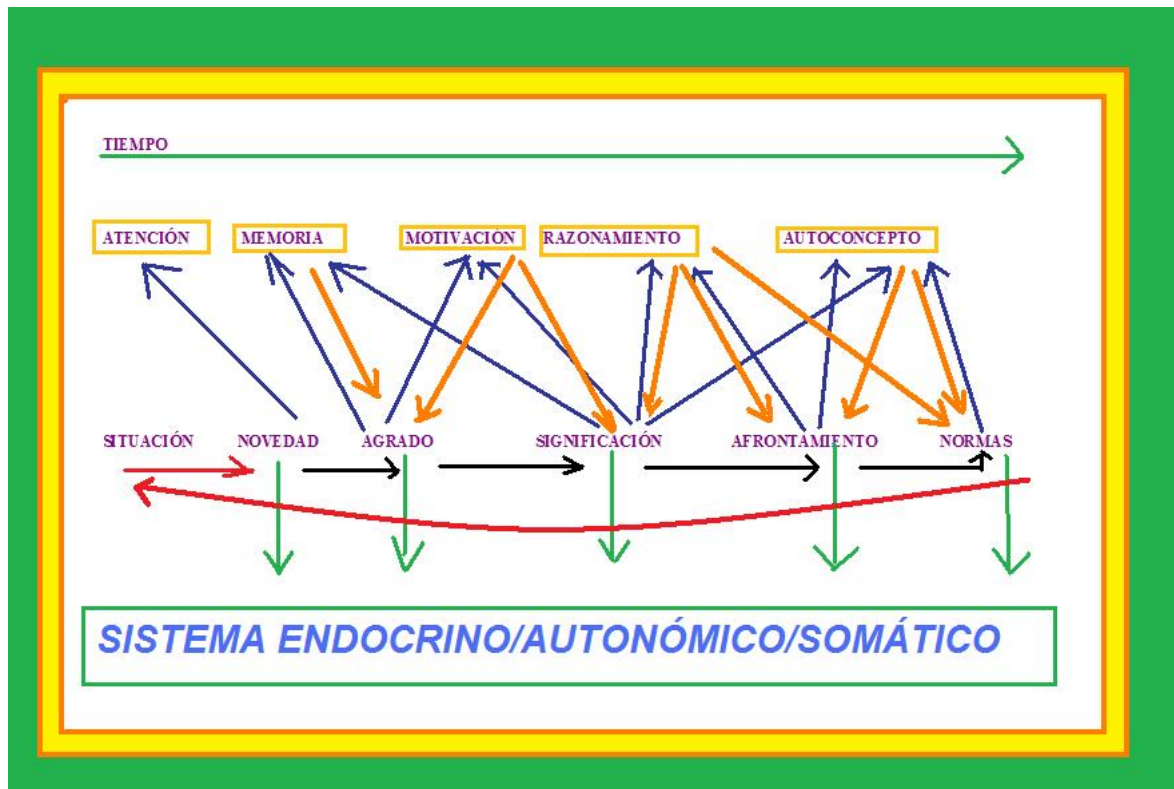 TIEMPO
ATENCIÓN MEMORIA MOTIVACIÓN RAZONAMIENTO AUTOCONCEPTO
SITUACIÓN NOVEDAD AGRADO SIGNIFICACIÓN AFRONTAMIENTO NORMAS
SISTEMA ENDOCRINO/AUTONÓMICO/SOMÁTICO